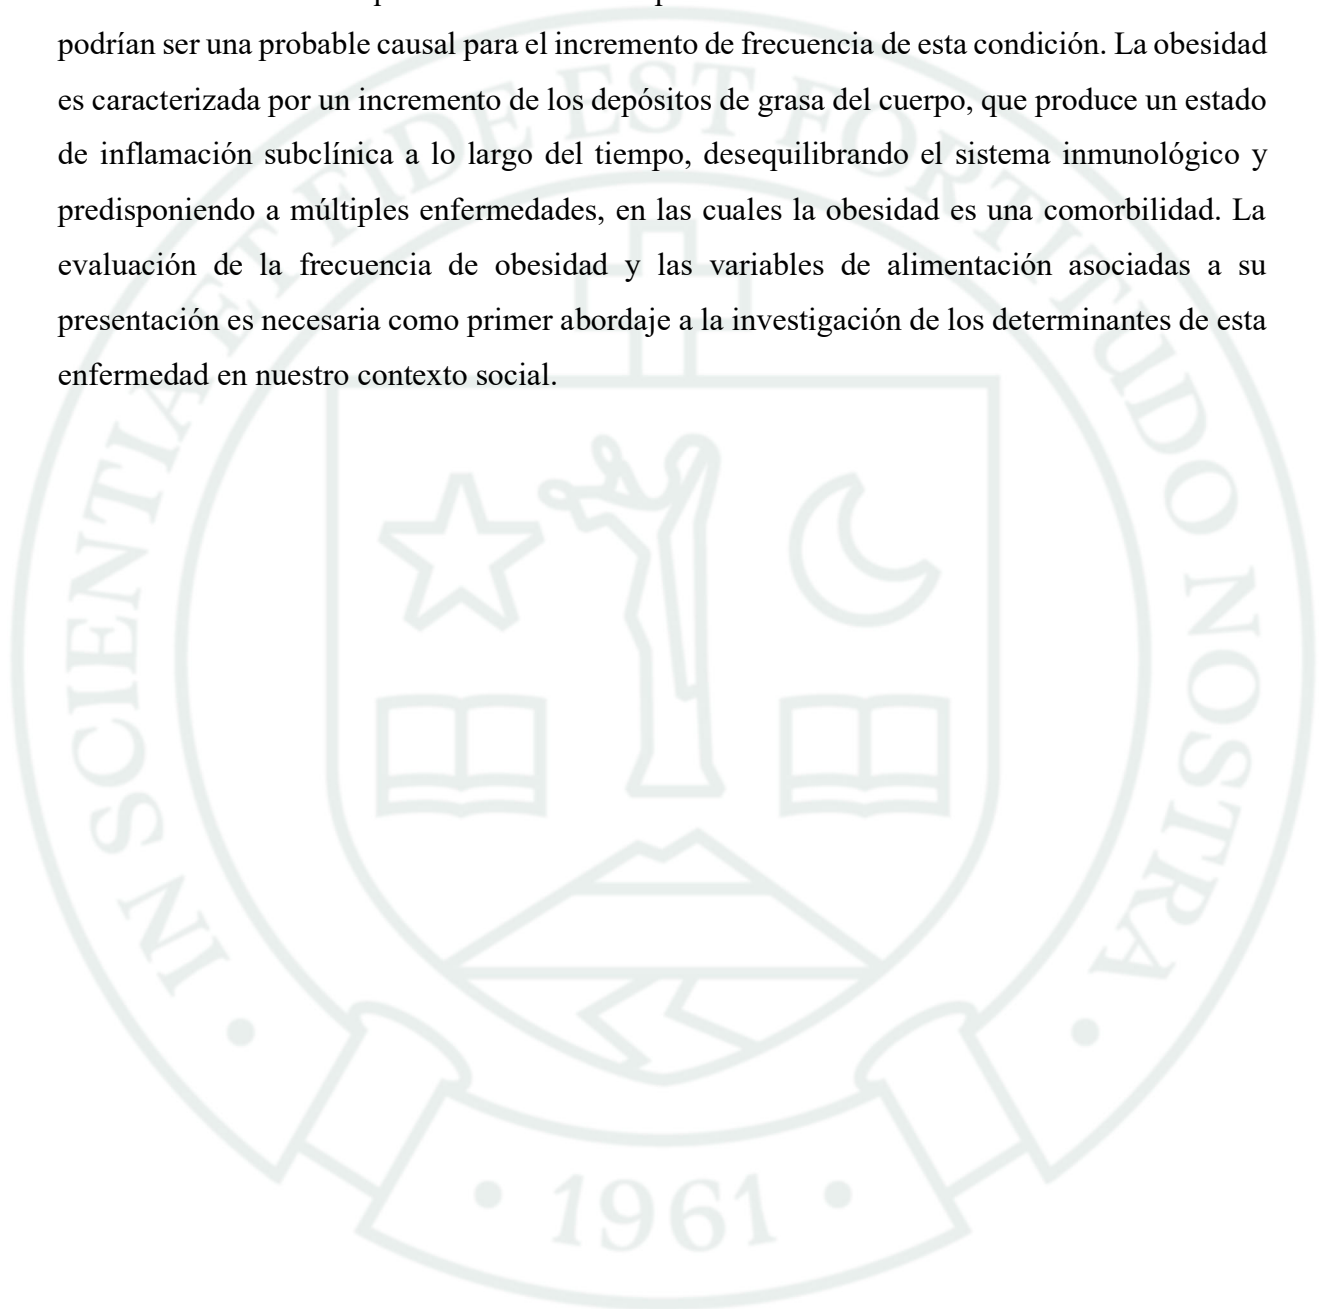 podrían ser una probable causal para el incremento de frecuencia de esta condición. La obesidad
es caracterizada por un incremento de los depósitos de grasa del cuerpo, que produce un estado
de inflamación subclínica a lo largo del tiempo, desequilibrando el sistema inmunológico y
predisponiendo a múltiples enfermedades, en las cuales la obesidad es una comorbilidad. La
evaluación de la frecuencia de obesidad y las variables de alimentación asociadas a su
presentación es necesaria como primer abordaje a la investigación de los determinantes de esta
enfermedad en nuestro contexto social.
IN SCIENTIA ET FIDE EST FORTITUDO NOSTRA
• 1961 •